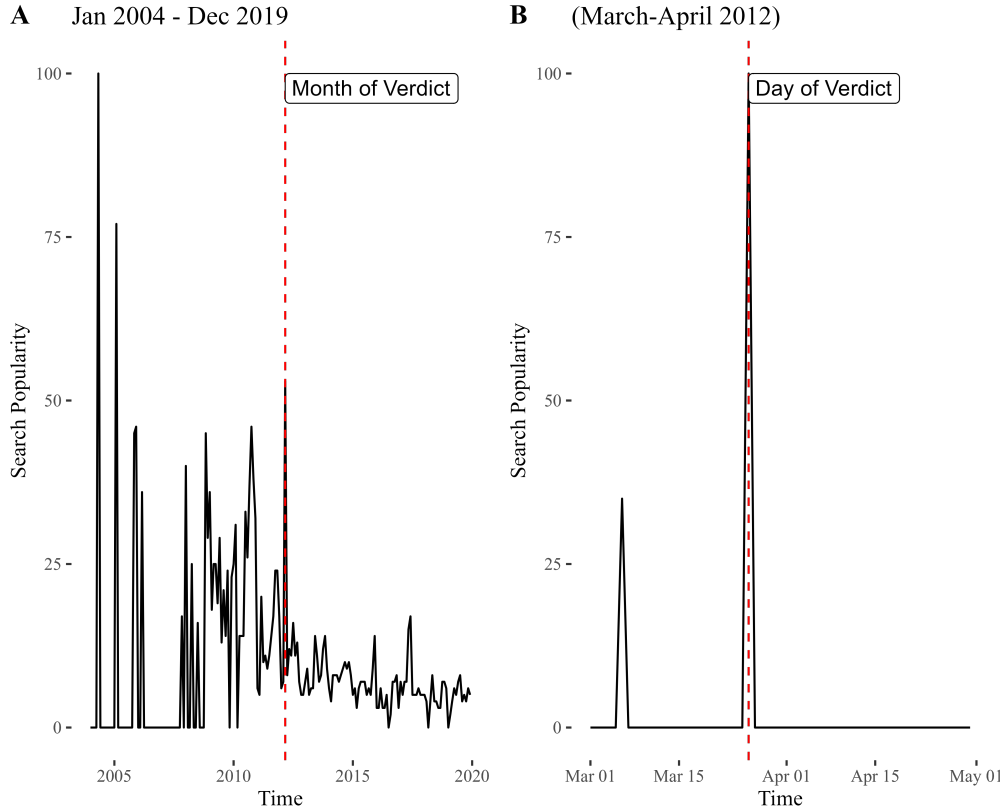 A Jan 2004 - Dec 2019
Month of Verdict
100
75
50
25
0
Search Popularity
2005 2010 2015 2020
Time
B (March-April 2012)
Day of Verdict
100
75
50
25
0
Search Popularity
Mar 01 Mar 15 Apr 01 Apr 15 May 01
Time